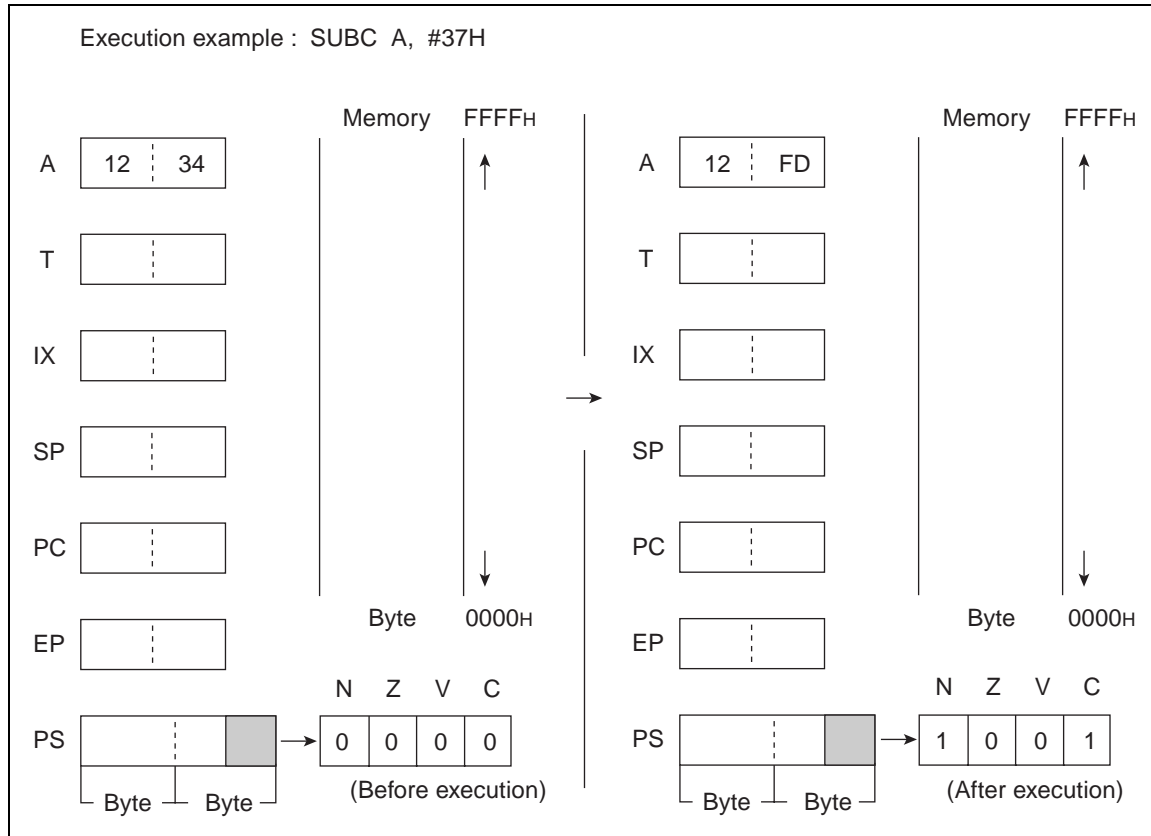 Execution example : SUBC A, #37H
Memory FFFFH
A 12 34
T
IX
SP
PC
Byte 0000H
EP
N Z V C
PS 0 0 0 0
Byte Byte (Before execution)
Memory FFFFH
A 12 FD
T
IX
SP
PC
Byte 0000H
EP
N Z V C
PS 1 0 0 1
Byte Byte (After execution)